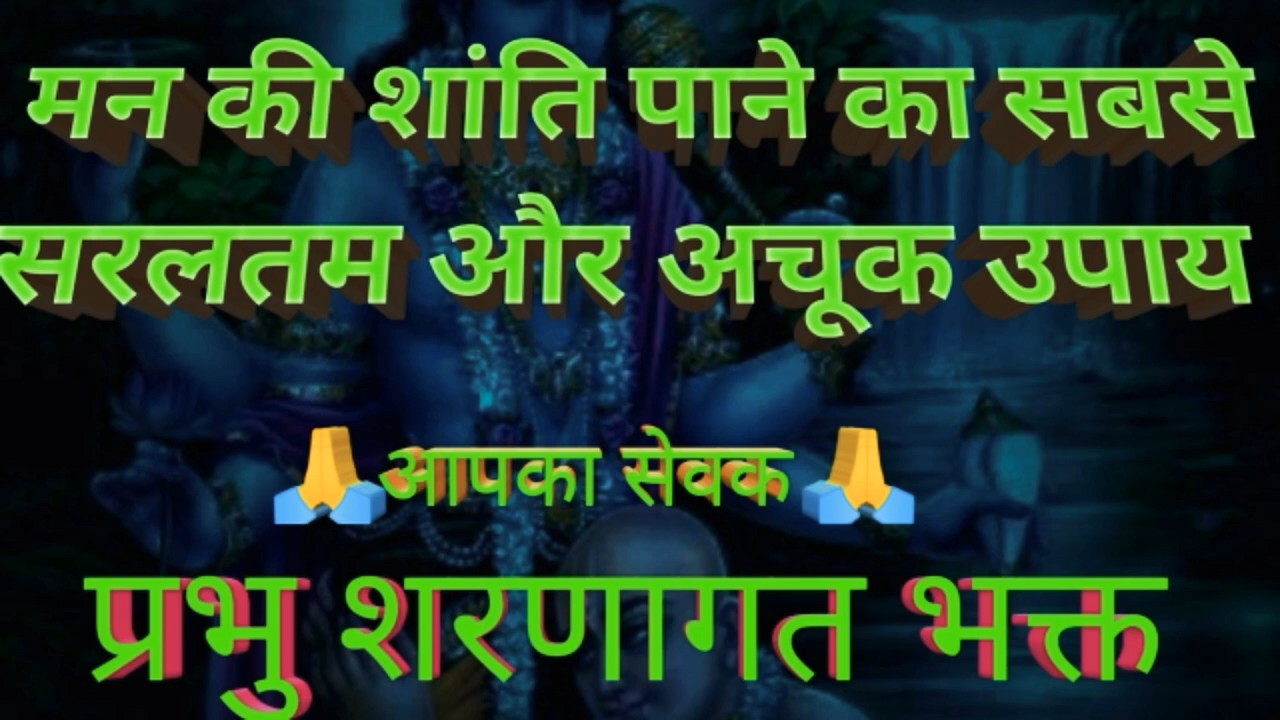 मन की शांति पाने का सबसे
सरलतम और अचूक उपाय
🙏आपका सेवक🙏
प्रभु शरणागत भक्त